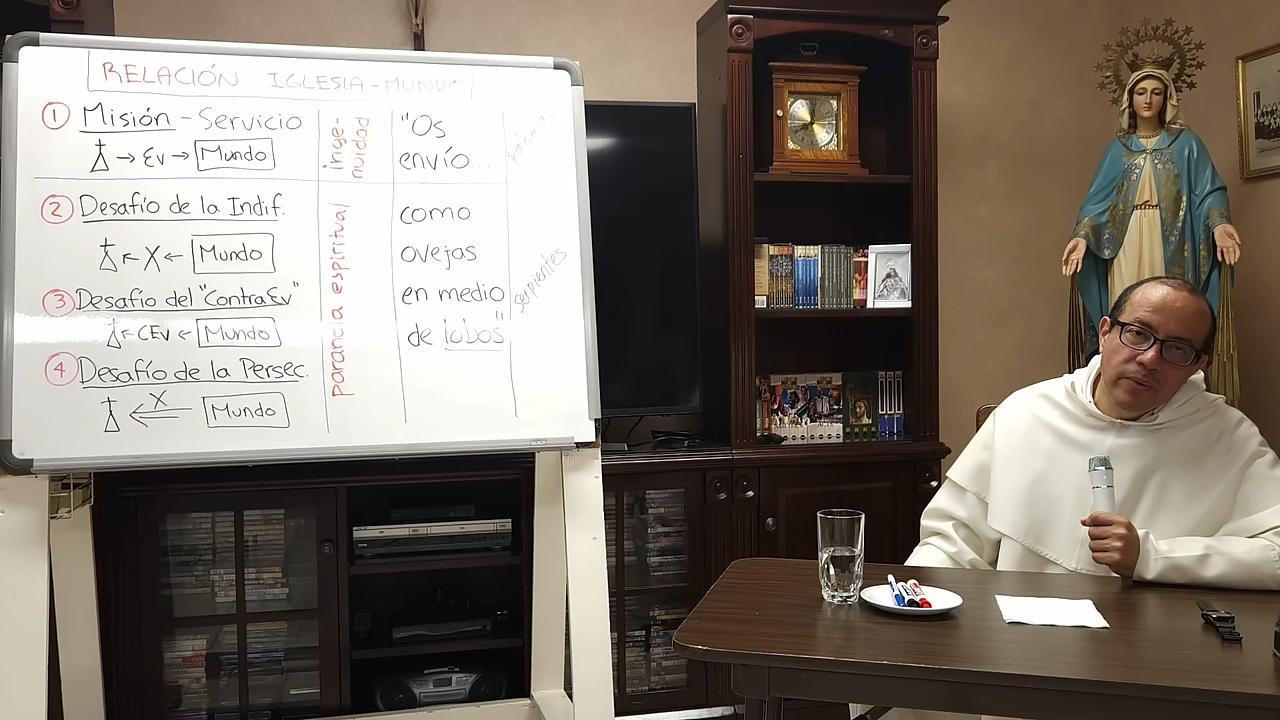 RELACIÓN IGLESIA-MUNDO
① Misión - Servicio
→ Ev → Mundo
② Desafío de la Indif.
← X ← Mundo
③ Desafío del "ContraEv"
← CEv ← Mundo
④ Desafío de la Persec.
X
Mundo
inge-
nuidad
paranoia espiritual
"Os
envío...
como
ovejas
en medio
de lobos"
palomas
serpientes